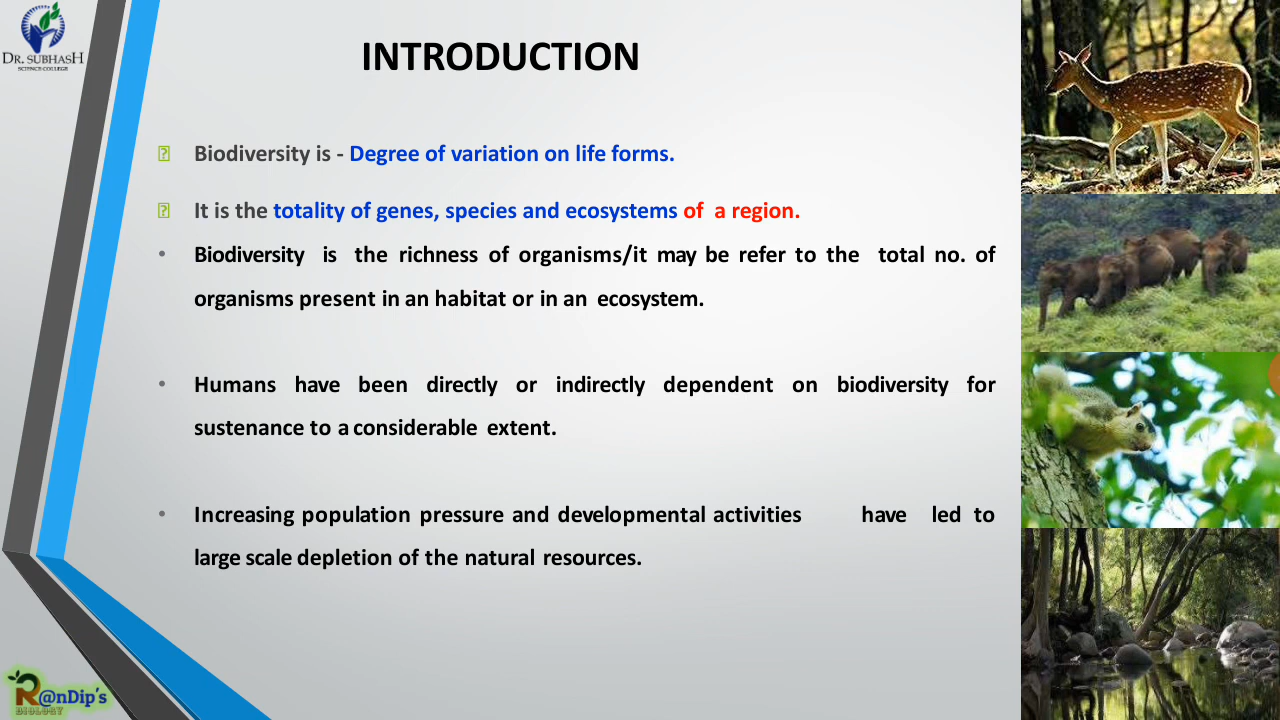 DR. SUBHASH
SCIENCE COLLEGE
INTRODUCTION
Biodiversity is - Degree of variation on life forms.
It is the totality of genes, species and ecosystems of a region.
• Biodiversity is the richness of organisms/it may be refer to the total no. of
organisms present in an habitat or in an ecosystem.
• Humans have been directly or indirectly dependent on biodiversity for
sustenance to a considerable extent.
• Increasing population pressure and developmental activities have led to
large scale depletion of the natural resources.
R@nDip's
BIOLOGY